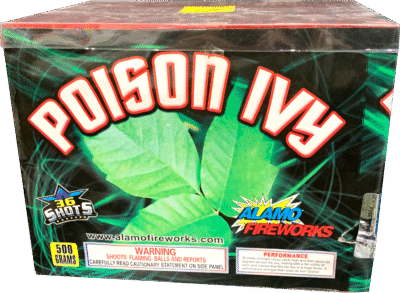 POISON IVY
36
SHOTS
ALAMO
FIREWORKS
www.alamofireworks.com
500
GRAMS
WARNING
SHOOTS FLAMING BALLS AND REPORTS
CAREFULLY READ CAUTIONARY STATEMENT ON SIDE PANEL
PERFORMANCE